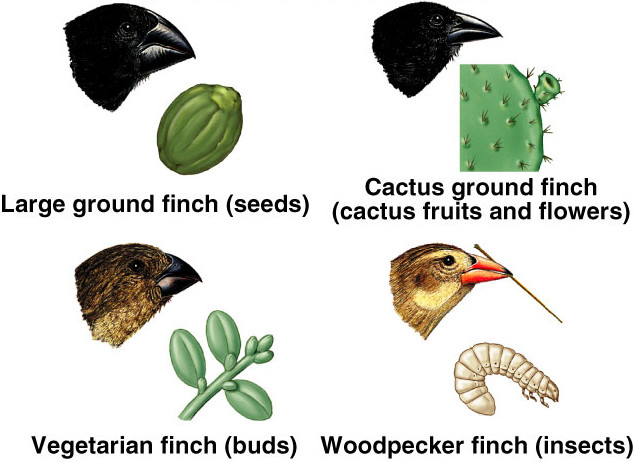 Large ground finch (seeds)
Cactus ground finch
(cactus fruits and flowers)
Vegetarian finch (buds)
Woodpecker finch (insects)